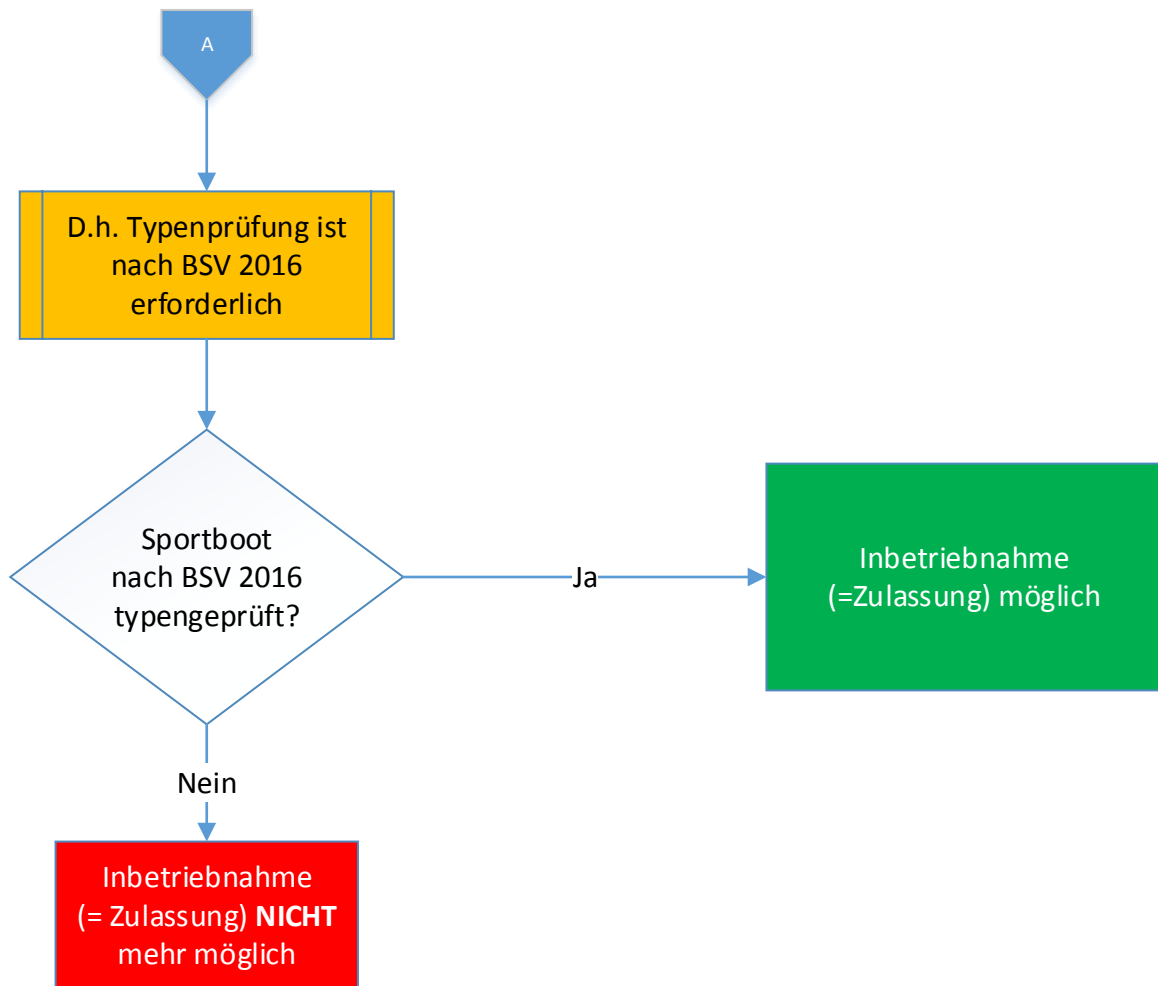 A
D.h. Typenprüfung ist
nach BSV 2016
erforderlich
Sportboot
nach BSV 2016
typengeprüft?
Ja
Inbetriebnahme
(=Zulassung) möglich
Nein
Inbetriebnahme
(= Zulassung) NICHT
mehr möglich